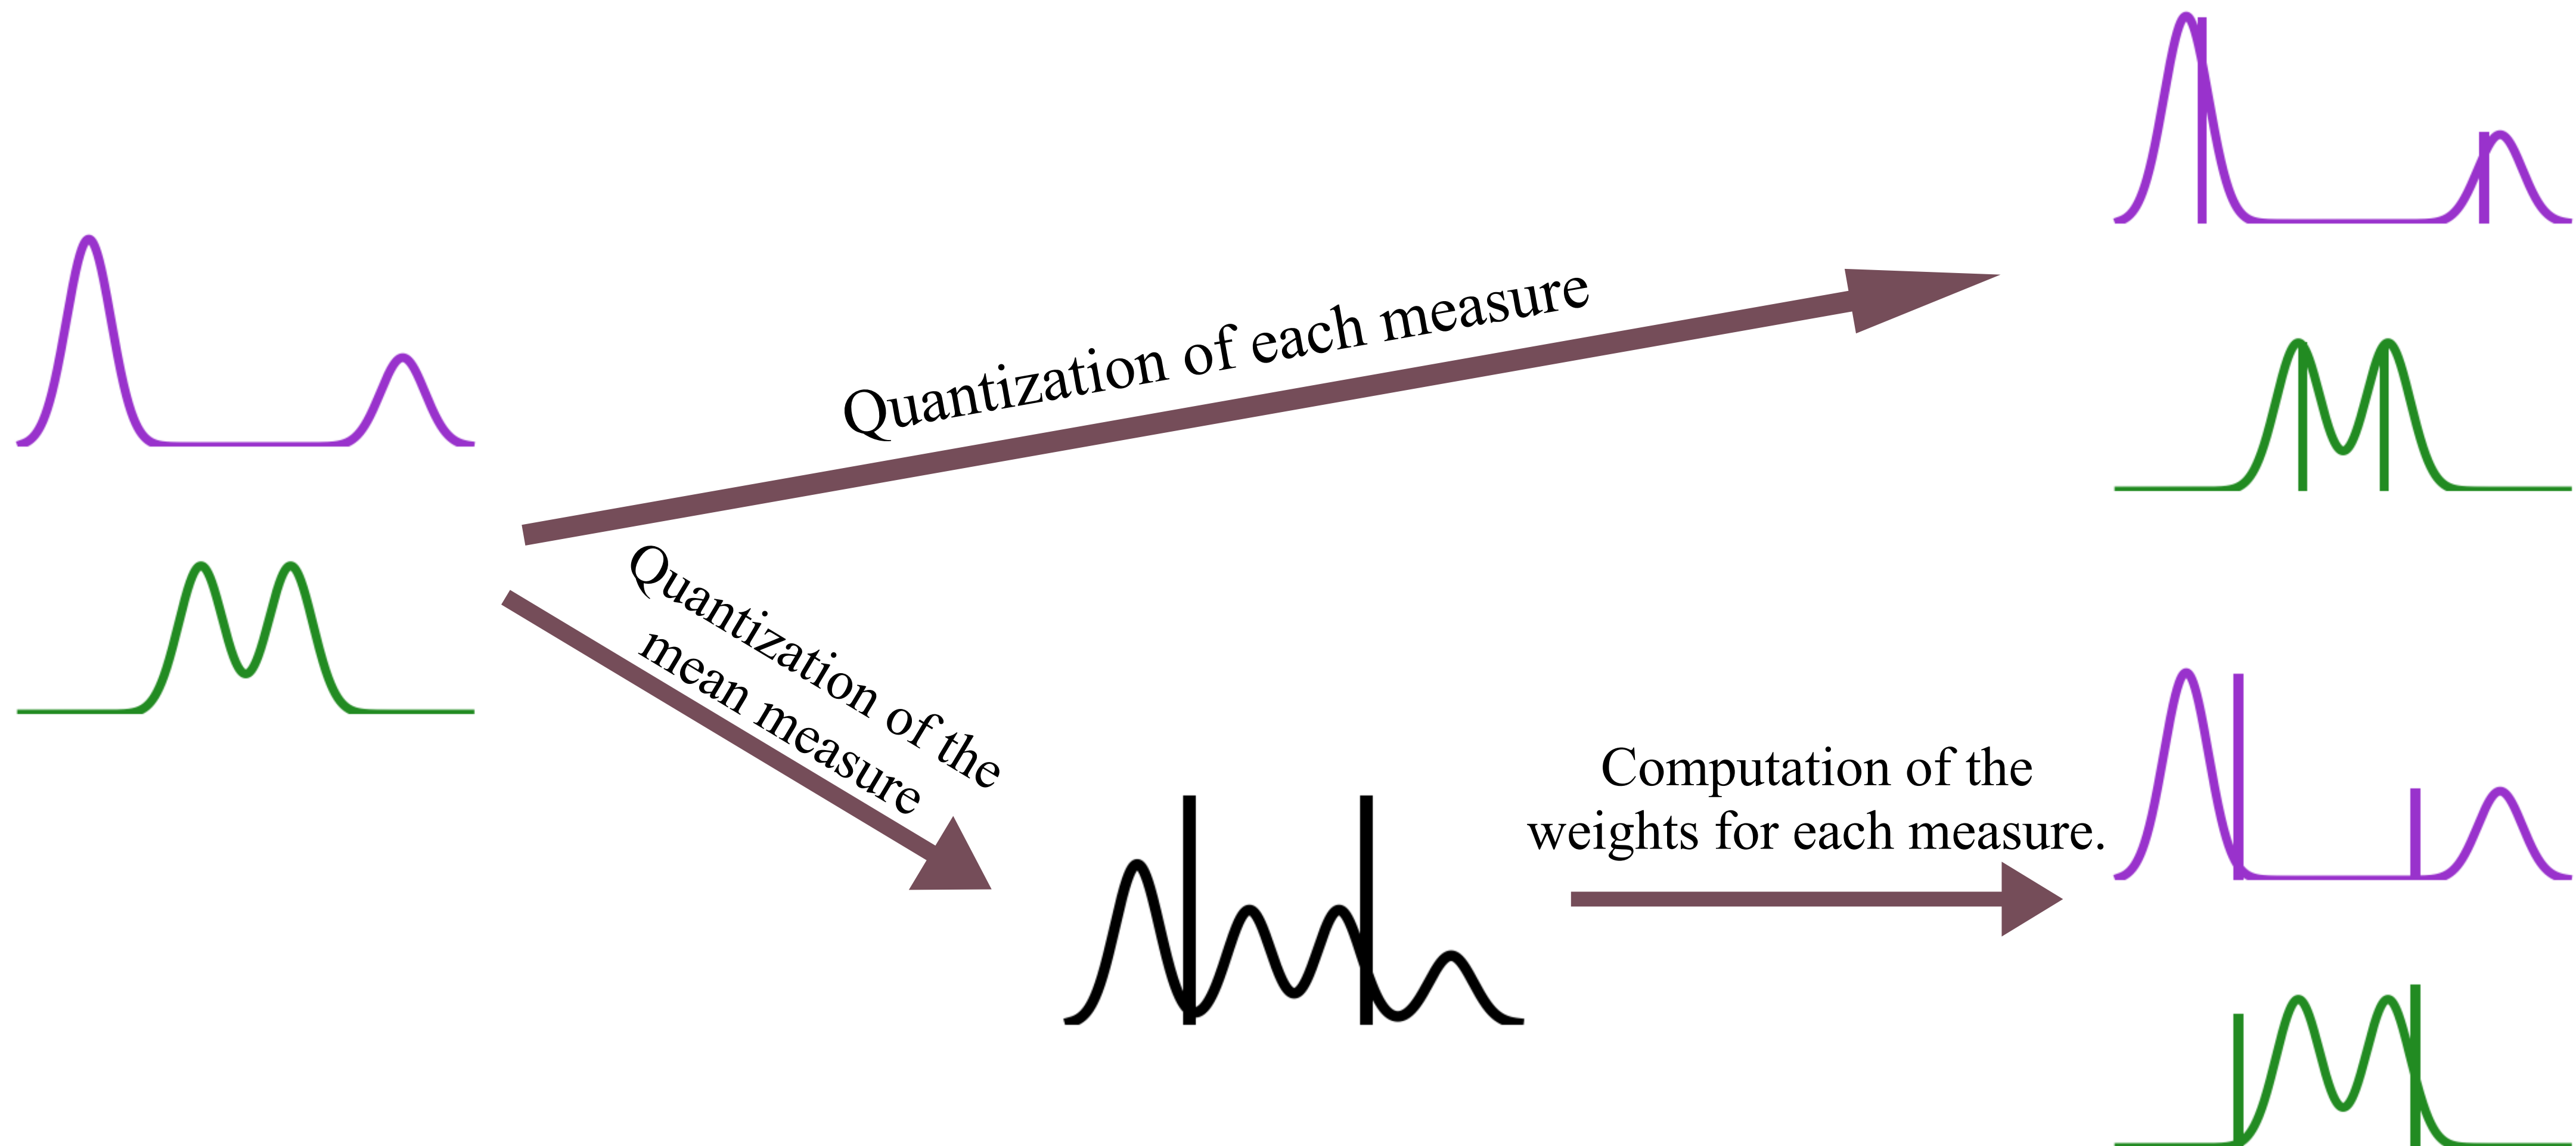 Quantization of each measure
Quantization of the
mean measure
Computation of the
weights for each measure.